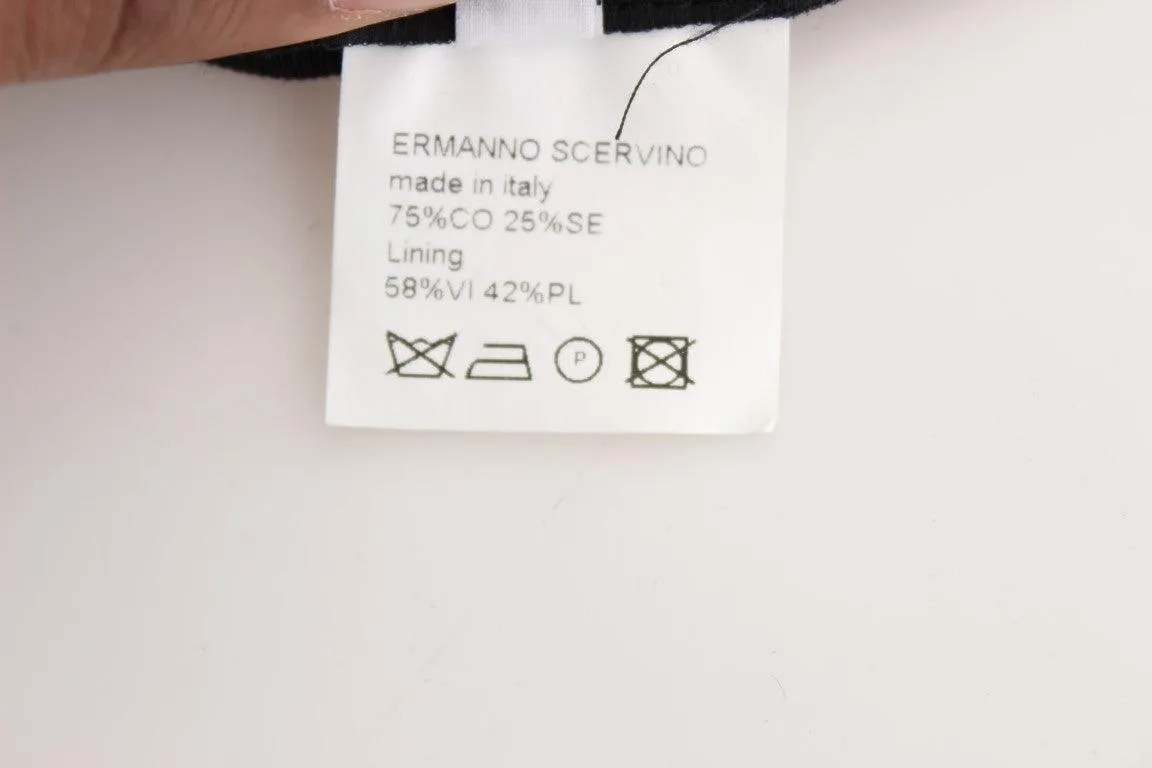 ERMANNO SCERVINO
made in italy
75%CO 25%SE
Lining
58%VI 42%PL
P